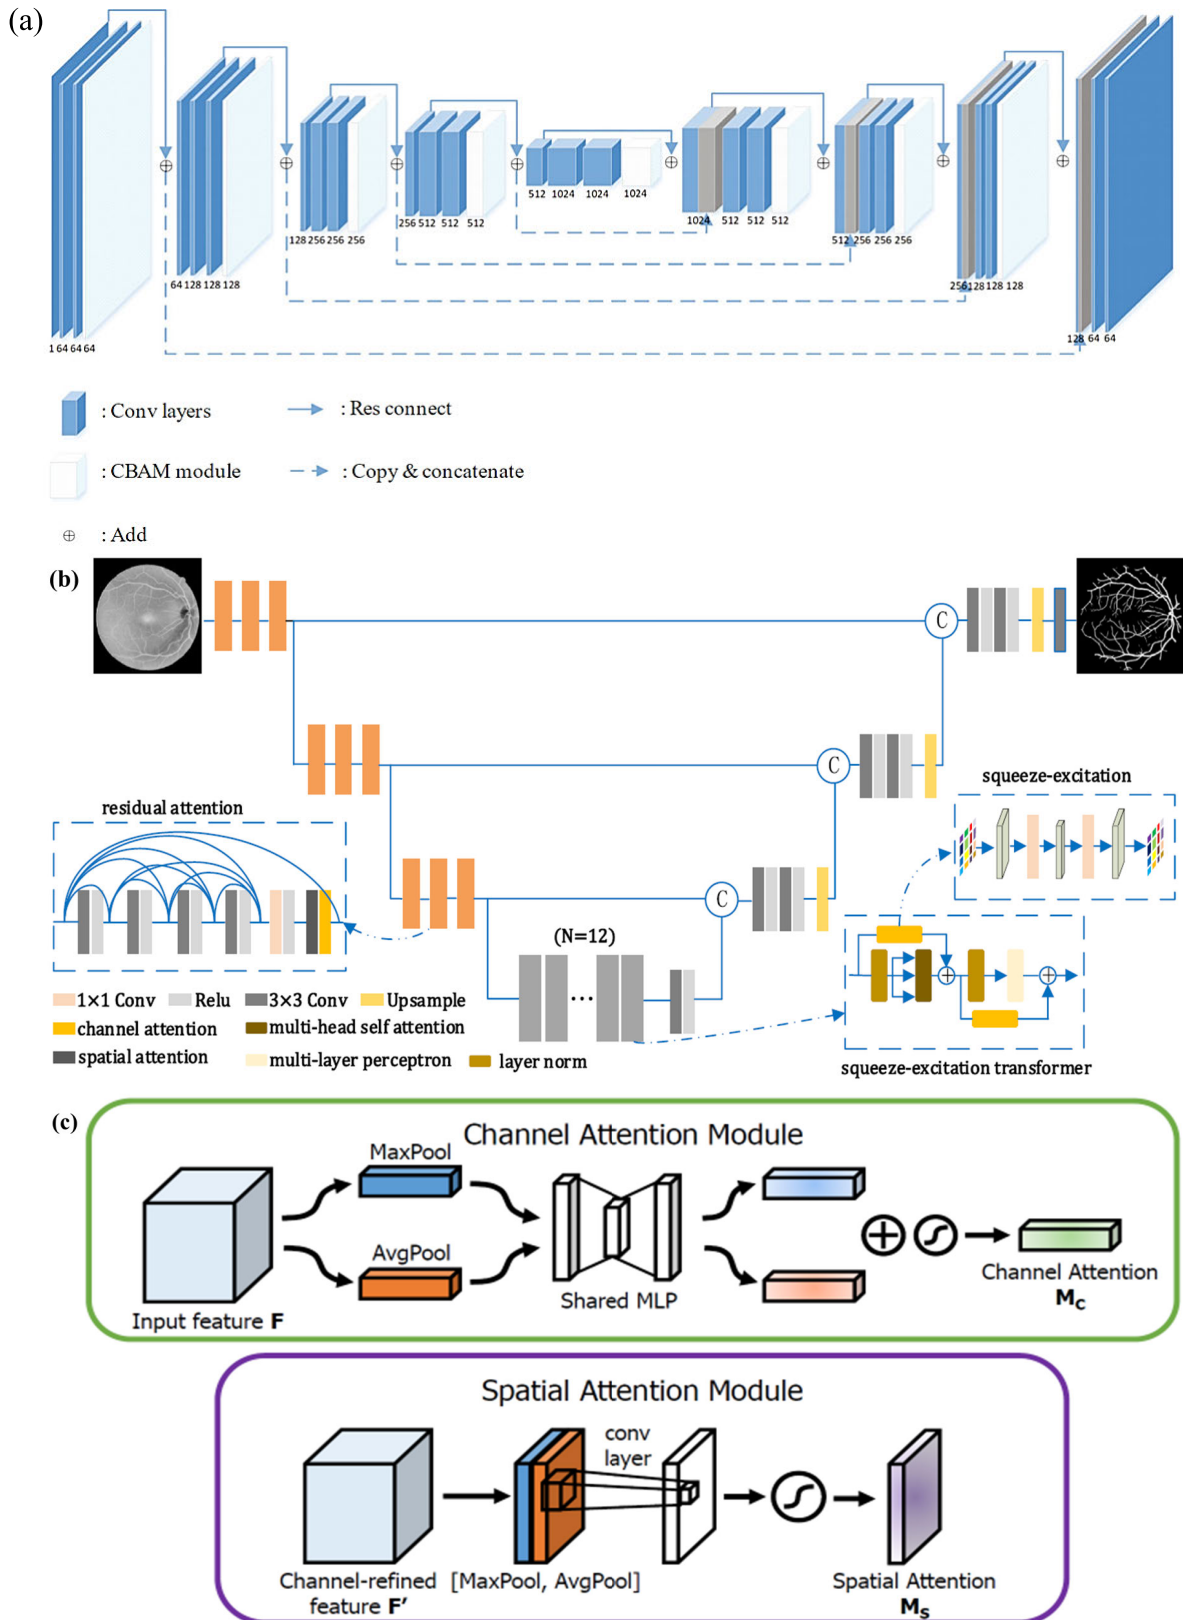 (a)
1 64 64 64
64 128 128 128
128 256 256 256
256 512 512 512
512 1024 1024 1024
1024 512 512 512
512 256 256 256
256 128 128 128
128 64 64
: Conv layers
: Res connect
: CBAM module
: Copy & concatenate
: Add
(b)
C
C
C
residual attention
squeeze-excitation
(N=12)
1×1 Conv Relu 3×3 Conv Upsample
channel attention multi-head self attention
spatial attention multi-layer perceptron layer norm
squeeze-excitation transformer
(c)
Channel Attention Module
MaxPool
AvgPool
Input feature F
Shared MLP
Channel Attention
Mc
Spatial Attention Module
conv
layer
Channel-refined
feature F'
[MaxPool, AvgPool]
Spatial Attention
Ms